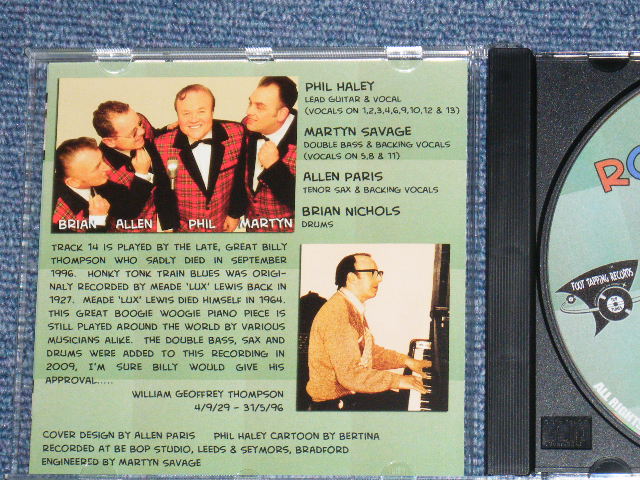 PHIL HALEY
LEAD GUITAR & VOCAL
(VOCALS ON 1,2,3,4,6,9,10,12 & 13)
MARTYN SAVAGE
DOUBLE BASS & BACKING VOCALS
(VOCALS ON 5,8 & 11)
ALLEN PARIS
TENOR SAX & BACKING VOCALS
BRIAN NICHOLS
DRUMS
BRIAN ALLEN PHIL MARTYN
TRACK 14 IS PLAYED BY THE LATE, GREAT BILLY
THOMPSON WHO SADLY DIED IN SEPTEMBER
1996. HONKY TONK TRAIN BLUES WAS ORIGI-
NALY RECORDED BY MEADE 'LUX' LEWIS BACK IN
1927. MEADE 'LUX' LEWIS DIED HIMSELF IN 1964.
THIS GREAT BOOGIE WOOGIE PIANO PIECE IS
STILL PLAYED AROUND THE WORLD BY VARIOUS
MUSICIANS ALIKE. THE DOUBLE BASS, SAX AND
DRUMS WERE ADDED TO THIS RECORDING IN
2009, I'M SURE BILLY WOULD GIVE HIS
APPROVAL.....
WILLIAM GEOFFREY THOMPSON
4/9/29 - 31/5/96
COVER DESIGN BY ALLEN PARIS PHIL HALEY CARTOON BY BERTINA
RECORDED AT BE BOP STUDIO, LEEDS & SEYMORS, BRADFORD
ENGINEERED BY MARTYN SAVAGE
FOOT TAPPING RECORDS
ALL RIGHT